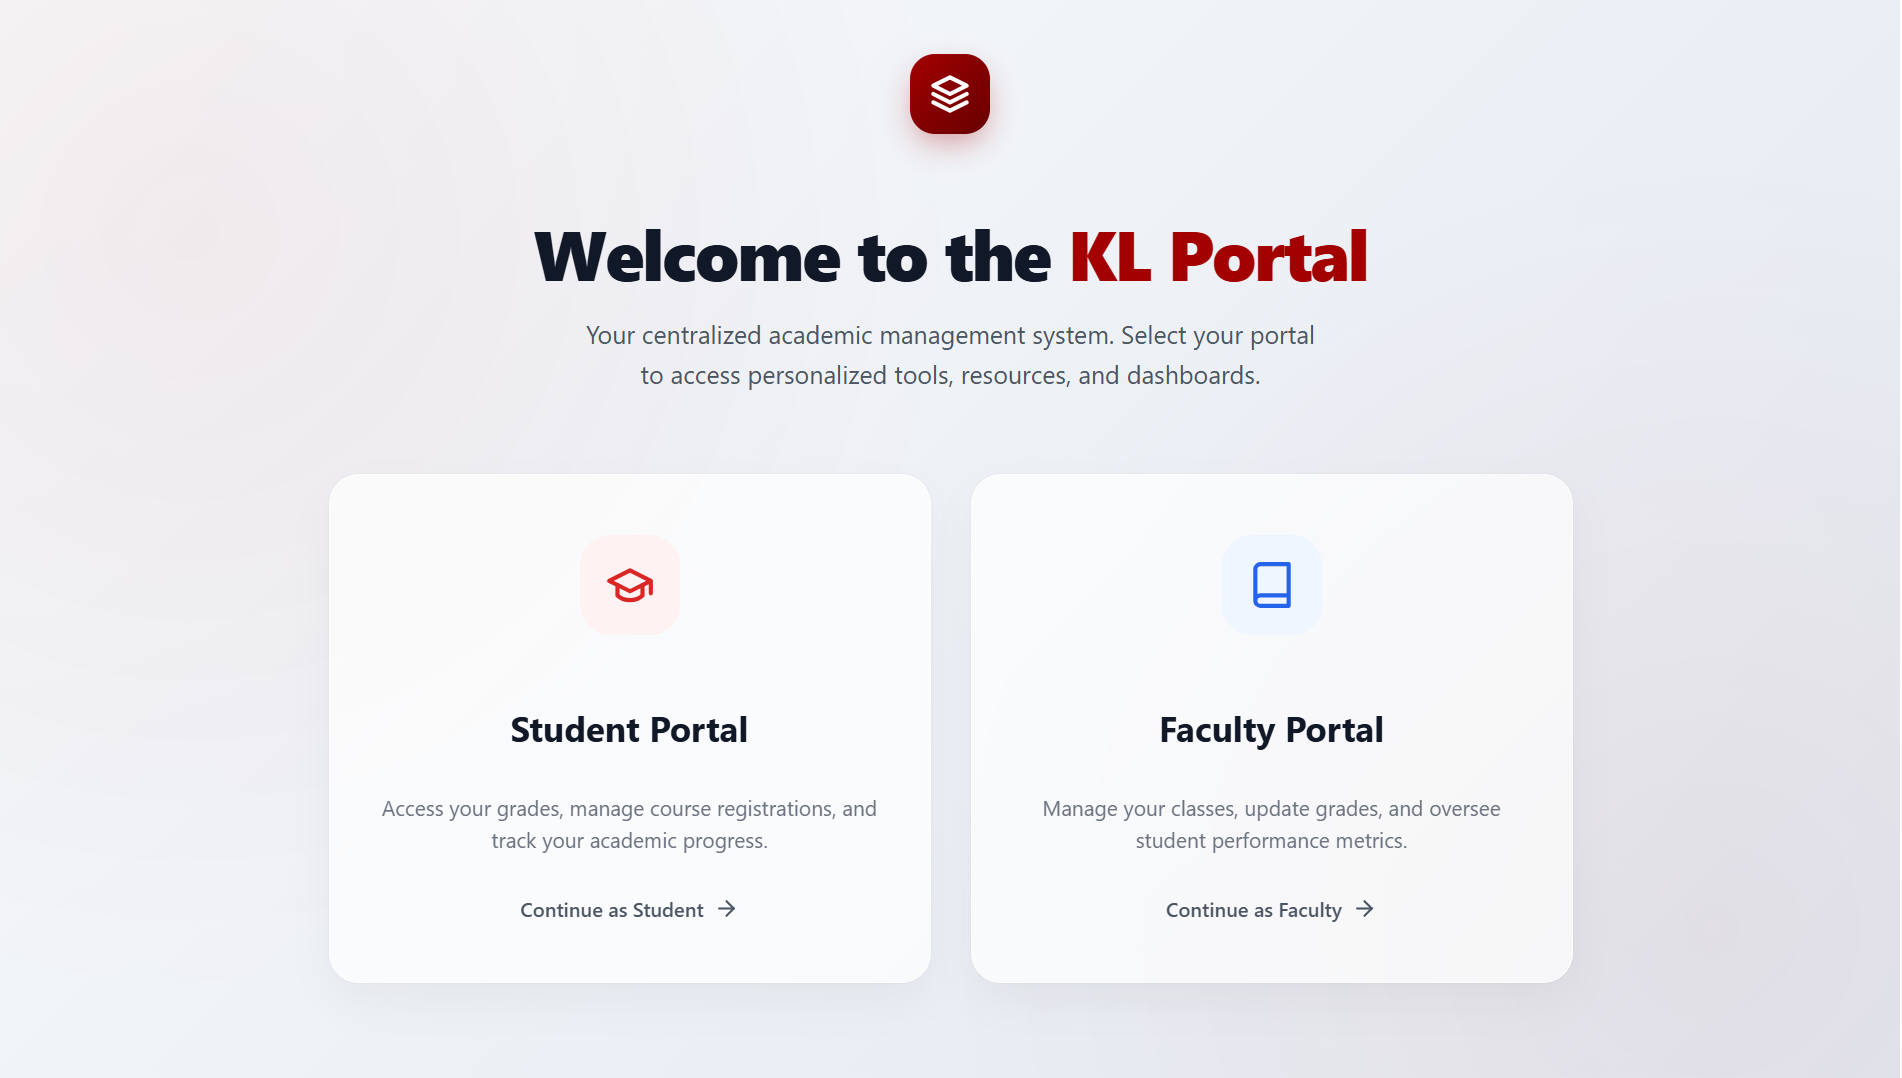 Welcome to the KL Portal
Your centralized academic management system. Select your portal
to access personalized tools, resources, and dashboards.
Student Portal
Access your grades, manage course registrations, and
track your academic progress.
Continue as Student
Faculty Portal
Manage your classes, update grades, and oversee
student performance metrics.
Continue as Faculty